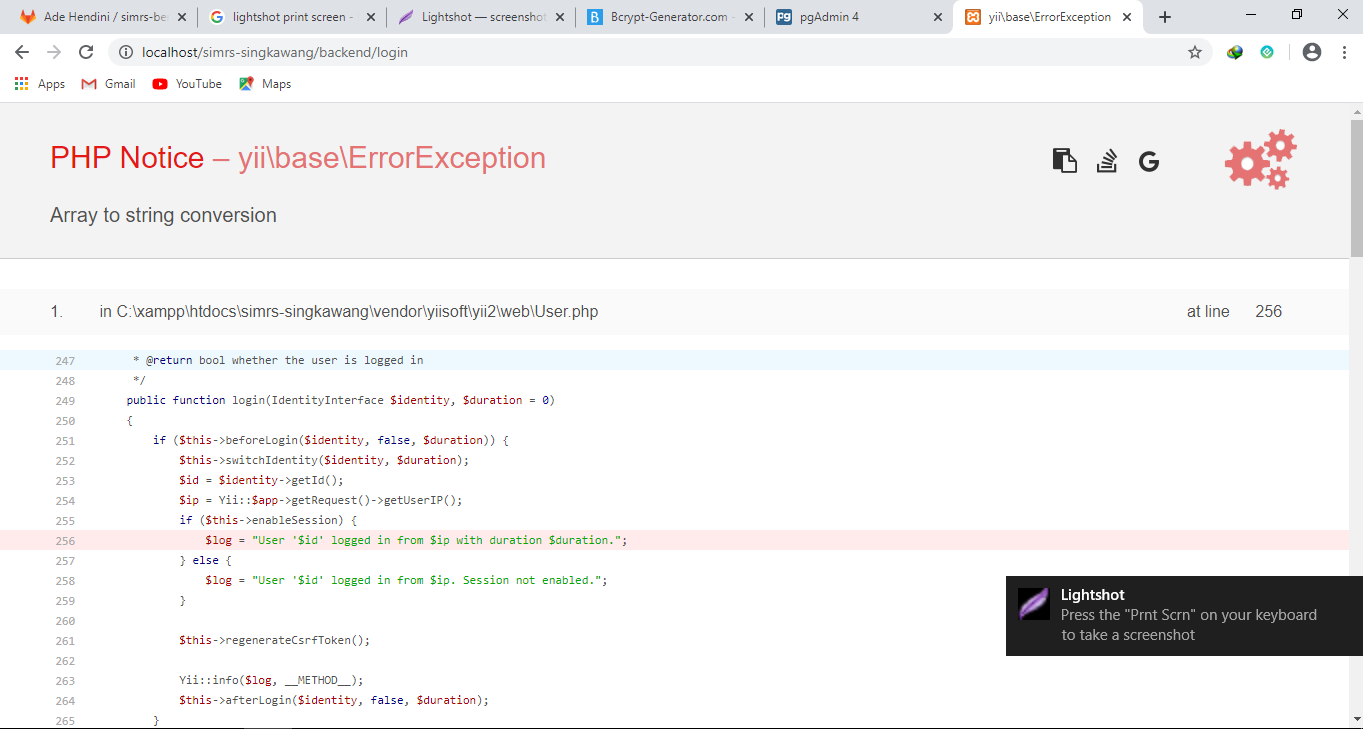 Ade Hendini / simrs-be
lightshot print screen -
Lightshot — screenshot
Bcrypt-Generator.com -
pgAdmin 4
yii\base\ErrorException
localhost/simrs-singkawang/backend/login
Apps
Gmail
YouTube
Maps
PHP Notice – yii\base\ErrorException
Array to string conversion
1. in C:\xampp\htdocs\simrs-singkawang\vendor\yiisoft\yii2\web\User.php at line 256
247 * @return bool whether the user is logged in
248 */
249 public function login(IdentityInterface $identity, $duration = 0)
250 {
251 if ($this->beforeLogin($identity, false, $duration)) {
252 $this->switchIdentity($identity, $duration);
253 $id = $identity->getId();
254 $ip = Yii::$app->getRequest()->getUserIP();
255 if ($this->enableSession) {
256 $log = "User '$id' logged in from $ip with duration $duration.";
257 } else {
258 $log = "User '$id' logged in from $ip. Session not enabled.";
259 }
260
261 $this->regenerateCsrfToken();
262
263 Yii::info($log, __METHOD__);
264 $this->afterLogin($identity, false, $duration);
265 }
Lightshot
Press the "Prnt Scrn" on your keyboard
to take a screenshot